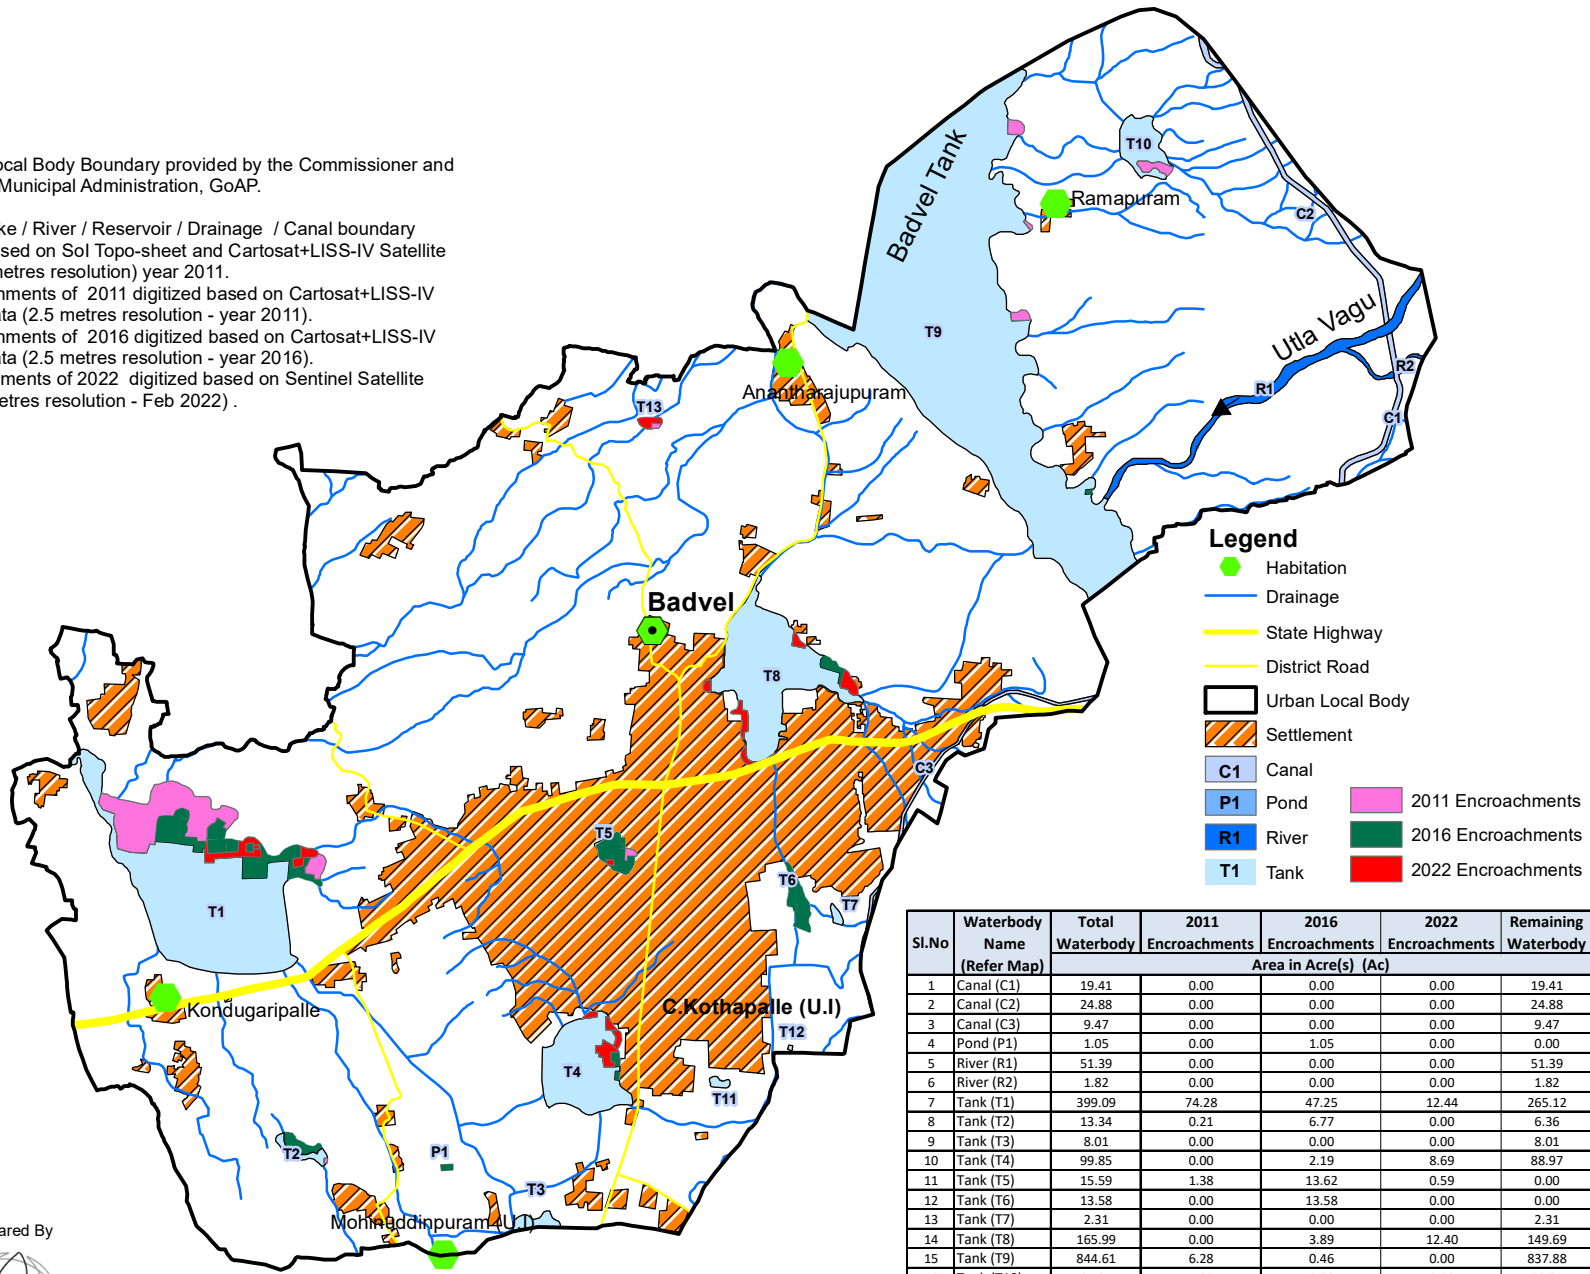 ocal Body Boundary provided by the Commissioner and
Municipal Administration, GoAP.
ke / River / Reservoir / Drainage / Canal boundary
sed on SoI Topo-sheet and Cartosat+LISS-IV Satellite
netres resolution) year 2011.
nments of 2011 digitized based on Cartosat+LISS-IV
ata (2.5 metres resolution - year 2011).
nments of 2016 digitized based on Cartosat+LISS-IV
ata (2.5 metres resolution - year 2016).
ments of 2022 digitized based on Sentinel Satellite
etres resolution - Feb 2022) .
Badvel Tank
T10
Ramapuram
C2
T9
Utla Vagu
R2
R1
C1
Anantharajupuram
T13
Badvel
T8
C3
T5
T6
T7
T1
Kondugaripalle
C.Kothapalle (U.I)
T12
T4
T11
T2
P1
T3
Mohinuddinpuram (U.I)
ared By
Legend
Habitation
Drainage
State Highway
District Road
Urban Local Body
Settlement
C1 Canal
P1 Pond
R1 River
T1 Tank
2011 Encroachments
2016 Encroachments
2022 Encroachments
Sl.No Waterbody Name (Refer Map) Total Waterbody 2011 Encroachments 2016 Encroachments 2022 Encroachments Remaining Waterbody
Area in Acre(s) (Ac)
1 Canal (C1) 19.41 0.00 0.00 0.00 19.41
2 Canal (C2) 24.88 0.00 0.00 0.00 24.88
3 Canal (C3) 9.47 0.00 0.00 0.00 9.47
4 Pond (P1) 1.05 0.00 1.05 0.00 0.00
5 River (R1) 51.39 0.00 0.00 0.00 51.39
6 River (R2) 1.82 0.00 0.00 0.00 1.82
7 Tank (T1) 399.09 74.28 47.25 12.44 265.12
8 Tank (T2) 13.34 0.21 6.77 0.00 6.36
9 Tank (T3) 8.01 0.00 0.00 0.00 8.01
10 Tank (T4) 99.85 0.00 2.19 8.69 88.97
11 Tank (T5) 15.59 1.38 13.62 0.59 0.00
12 Tank (T6) 13.58 0.00 13.58 0.00 0.00
13 Tank (T7) 2.31 0.00 0.00 0.00 2.31
14 Tank (T8) 165.99 0.00 3.89 12.40 149.69
15 Tank (T9) 844.61 6.28 0.46 0.00 837.88